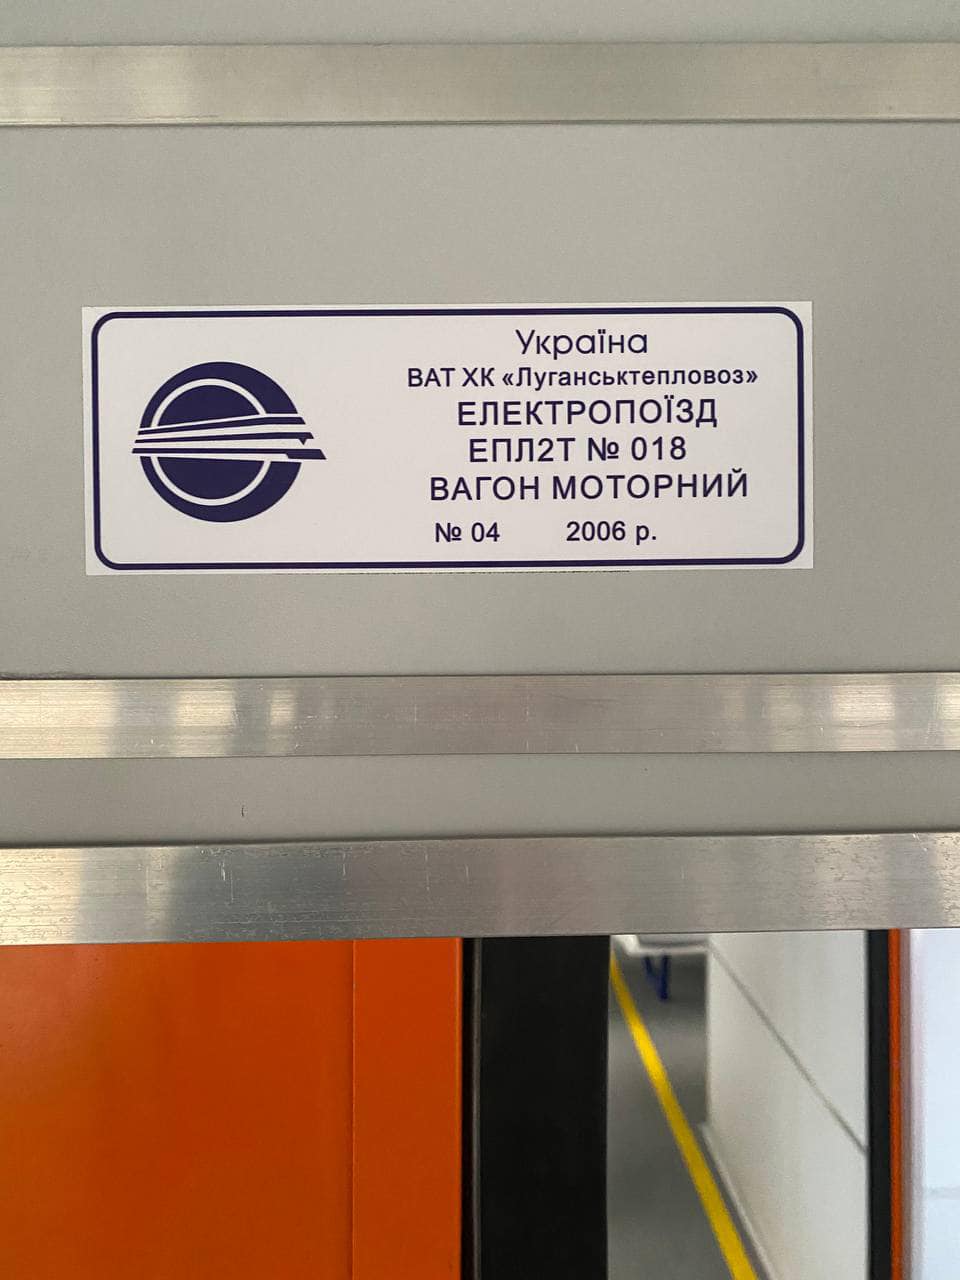 Україна
ВАТ ХК «Луганськтепловоз»
ЕЛЕКТРОПОЇЗД
ЕПЛ2Т № 018
ВАГОН МОТОРНИЙ
№ 04 2006 р.